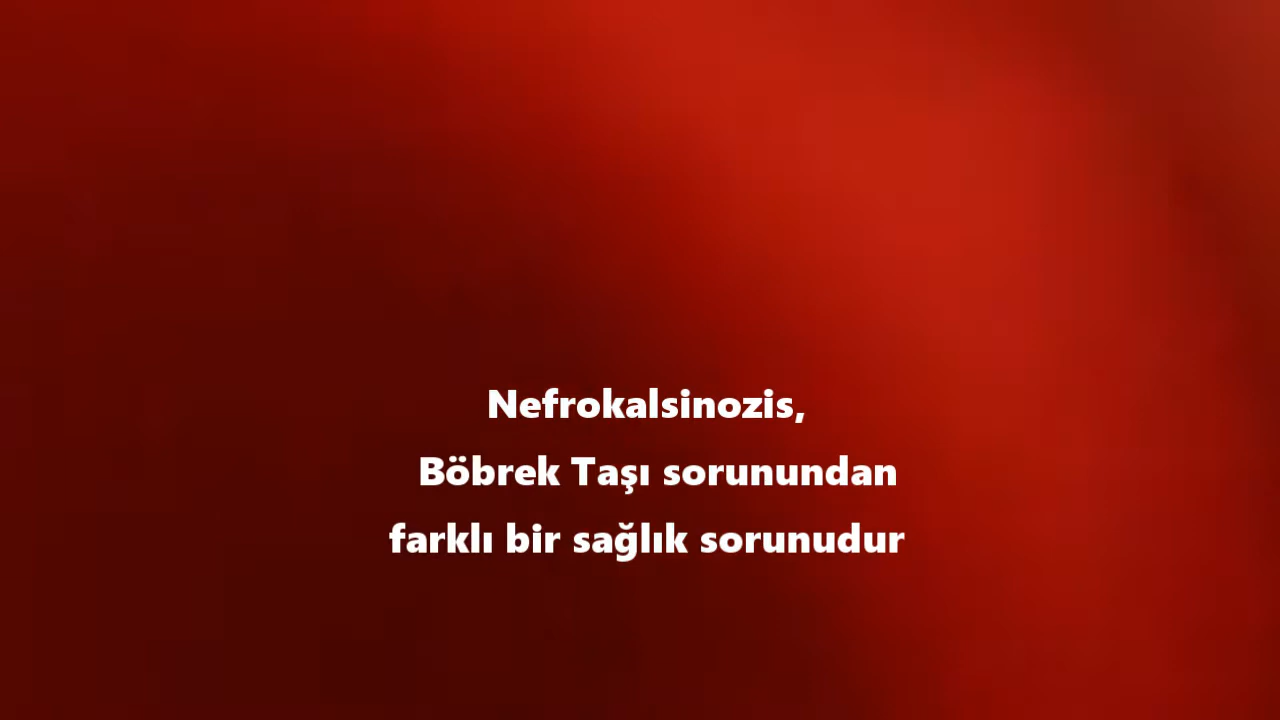 Nefrokalsinozis,
Böbrek Taşı sorunundan
farklı bir sağlık sorunudur